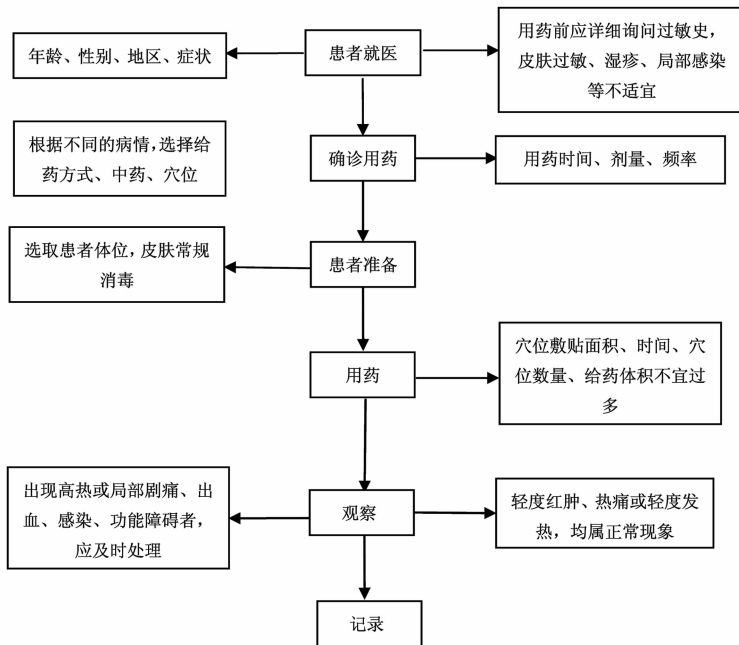 年龄、性别、地区、症状
患者就医
用药前应详细询问过敏史，
皮肤过敏、湿疹、局部感染
等不适宜
根据不同的病情，选择给
药方式、中药、穴位
确诊用药
用药时间、剂量、频率
选取患者体位，皮肤常规
消毒
患者准备
用药
穴位敷贴面积、时间、穴
位数量、给药体积不宜过
多
出现高热或局部剧痛、出
血、感染、功能障碍者，
应及时处理
观察
轻度红肿、热痛或轻度发
热，均属正常现象
记录